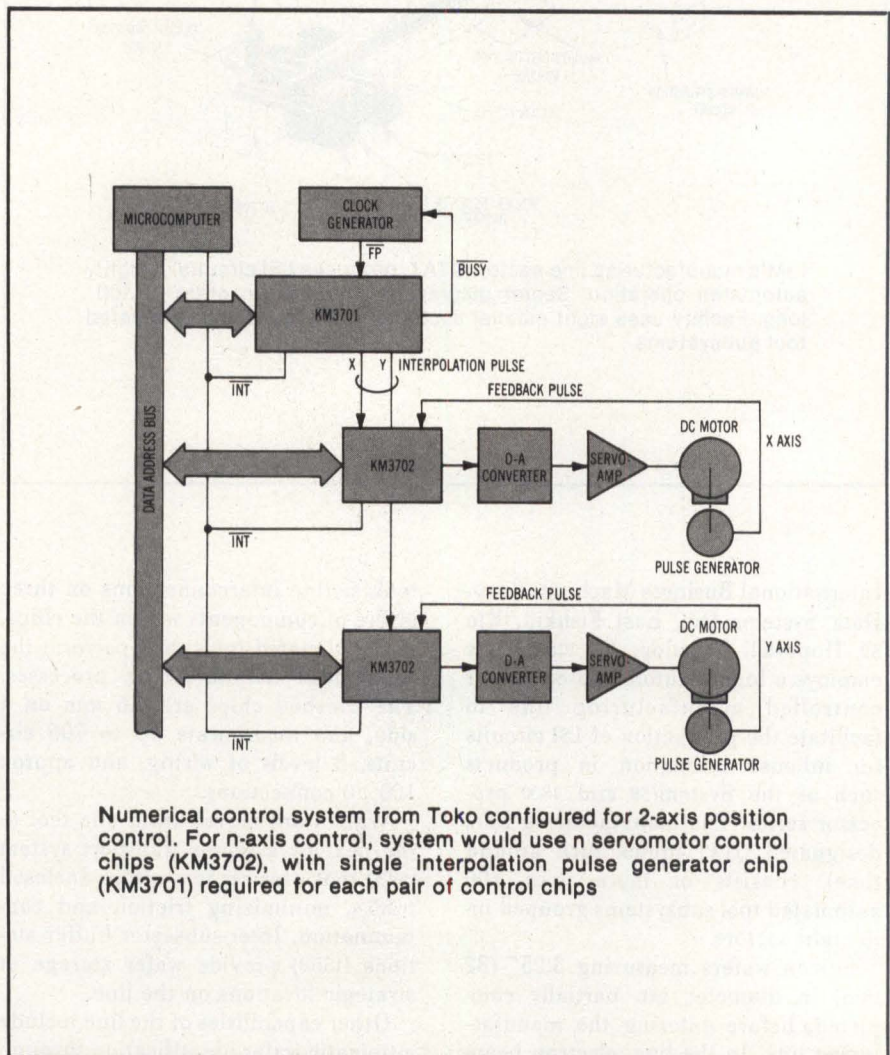 MICROCOMPUTER
CLOCK
GENERATOR
FP
BUSY
KM3701
X Y INTERPOLATION PULSE
INT
FEEDBACK PULSE
DC MOTOR
X AXIS
DATA ADDRESS BUS
KM3702
D-A
CONVERTER
SERVO-
AMP
INT
PULSE GENERATOR
FEEDBACK PULSE
DC MOTOR
Y AXIS
KM3702
D-A
CONVERTER
SERVO-
AMP
INT
PULSE GENERATOR
Numerical control system from Toko configured for 2-axis position
control. For n-axis control, system would use n servomotor control
chips (KM3702), with single interpolation pulse generator chip
(KM3701) required for each pair of control chips